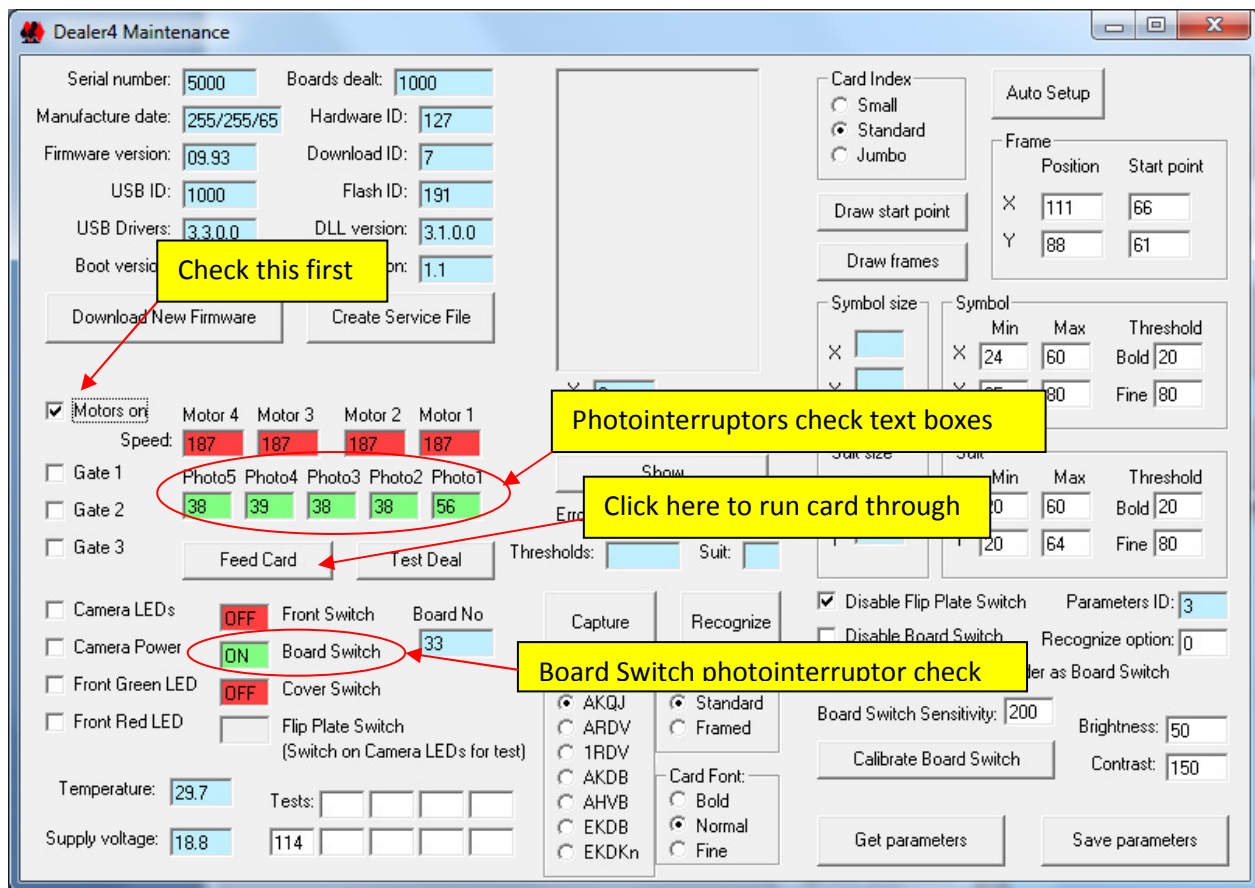 Dealer4 Maintenance
Serial number: 5000 Boards dealt: 1000
Manufacture date: 255/255/65 Hardware ID: 127
Firmware version: 09.93 Download ID: 7
USB ID: 1000 Flash ID: 191
USB Drivers: 3.3.0.0 DLL version: 3.1.0.0
Boot 1.1
Check this first
Download New Firmware Create Service File
Motors on Motor 4 Motor 3 Motor 2 Motor 1
Speed: 187 187 187 187
Gate 1 Photo5 Photo4 Photo3 Photo2 Photo1
Gate 2 38 39 38 38 56
Gate 3 Feed Card Test Deal
Photointerruptors check text boxes
Show
Click here to run card through
Thresholds: Suit:
Camera LEDs OFF Front Switch Board No
Camera Power ON Board Switch 33
Front Green LED OFF Cover Switch
Front Red LED Flip Plate Switch
(Switch on Camera LEDs for test)
Temperature: 29.7 Tests:
Supply voltage: 18.8 114
Capture Recognize
Board Switch photointerruptor check
AKQJ
ARDV
1RDV
AKDB
AHVB
EKDB
EKDKn
Standard
Framed
Card Font:
Bold
Normal
Fine
Card Index
Small
Standard
Jumbo
Auto Setup
Draw start point
Draw frames
Frame
Position Start point
X 111 66
Y 88 61
Symbol size
X
Symbol
Min Max Threshold
X 24 60 Bold 20
80 Fine 80
Suit size
Suit
Min Max Threshold
20 60 Bold 20
Y 20 64 Fine 80
Disable Flip Plate Switch Parameters ID: 3
Disable Board Switch Recognize option: 0
as Board Switch
Board Switch Sensitivity: 200 Brightness: 50
Calibrate Board Switch Contrast: 150
Get parameters Save parameters